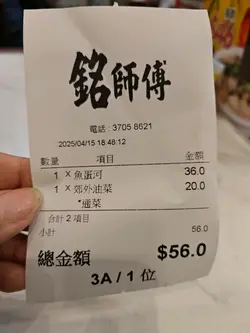 銘師傅
電話 : 3705 8621
2025/04/15 18:46:12
數量 項目 金額
1 X 魚蛋河 36.0
1 X 郊外油菜 20.0
*通菜
合計 2 項目
小計 56.0
總金額 $56.0
3A / 1 位